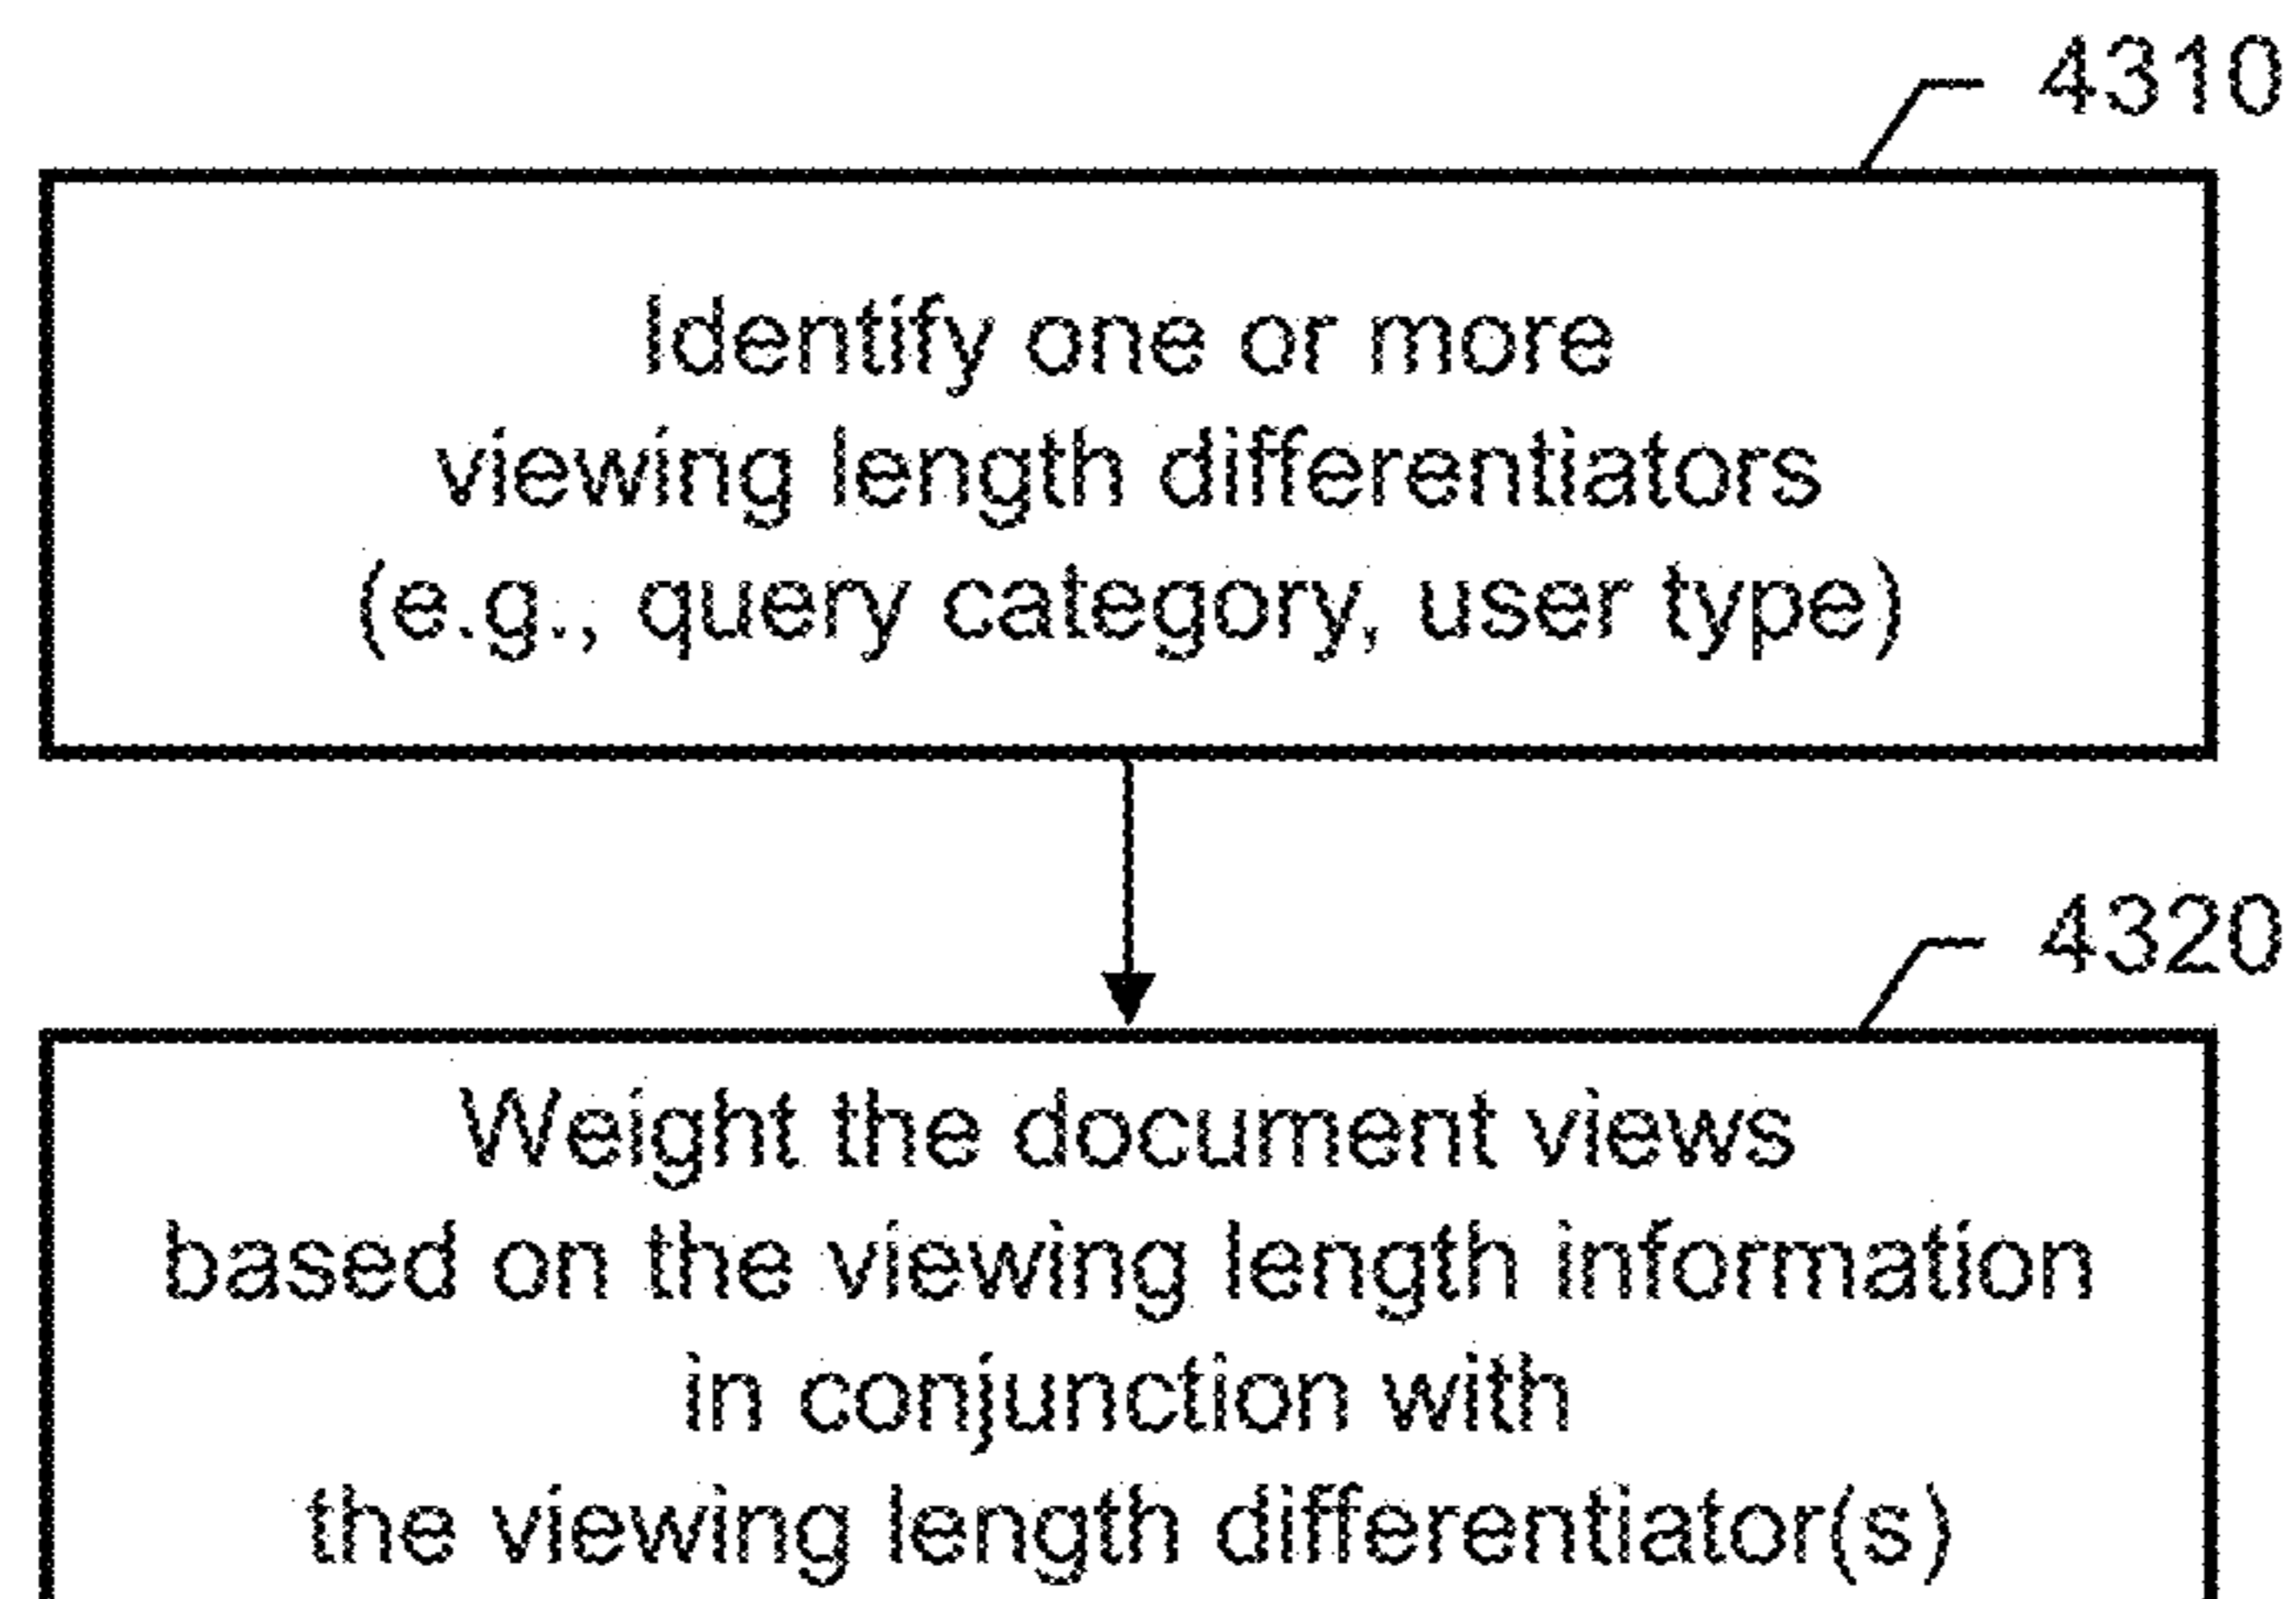 4310
Identify one or more
viewing length differentiators
(e.g., query category, user type)
4320
Weight the document views
based on the viewing length information
in conjunction with
the viewing length differentiator(s)